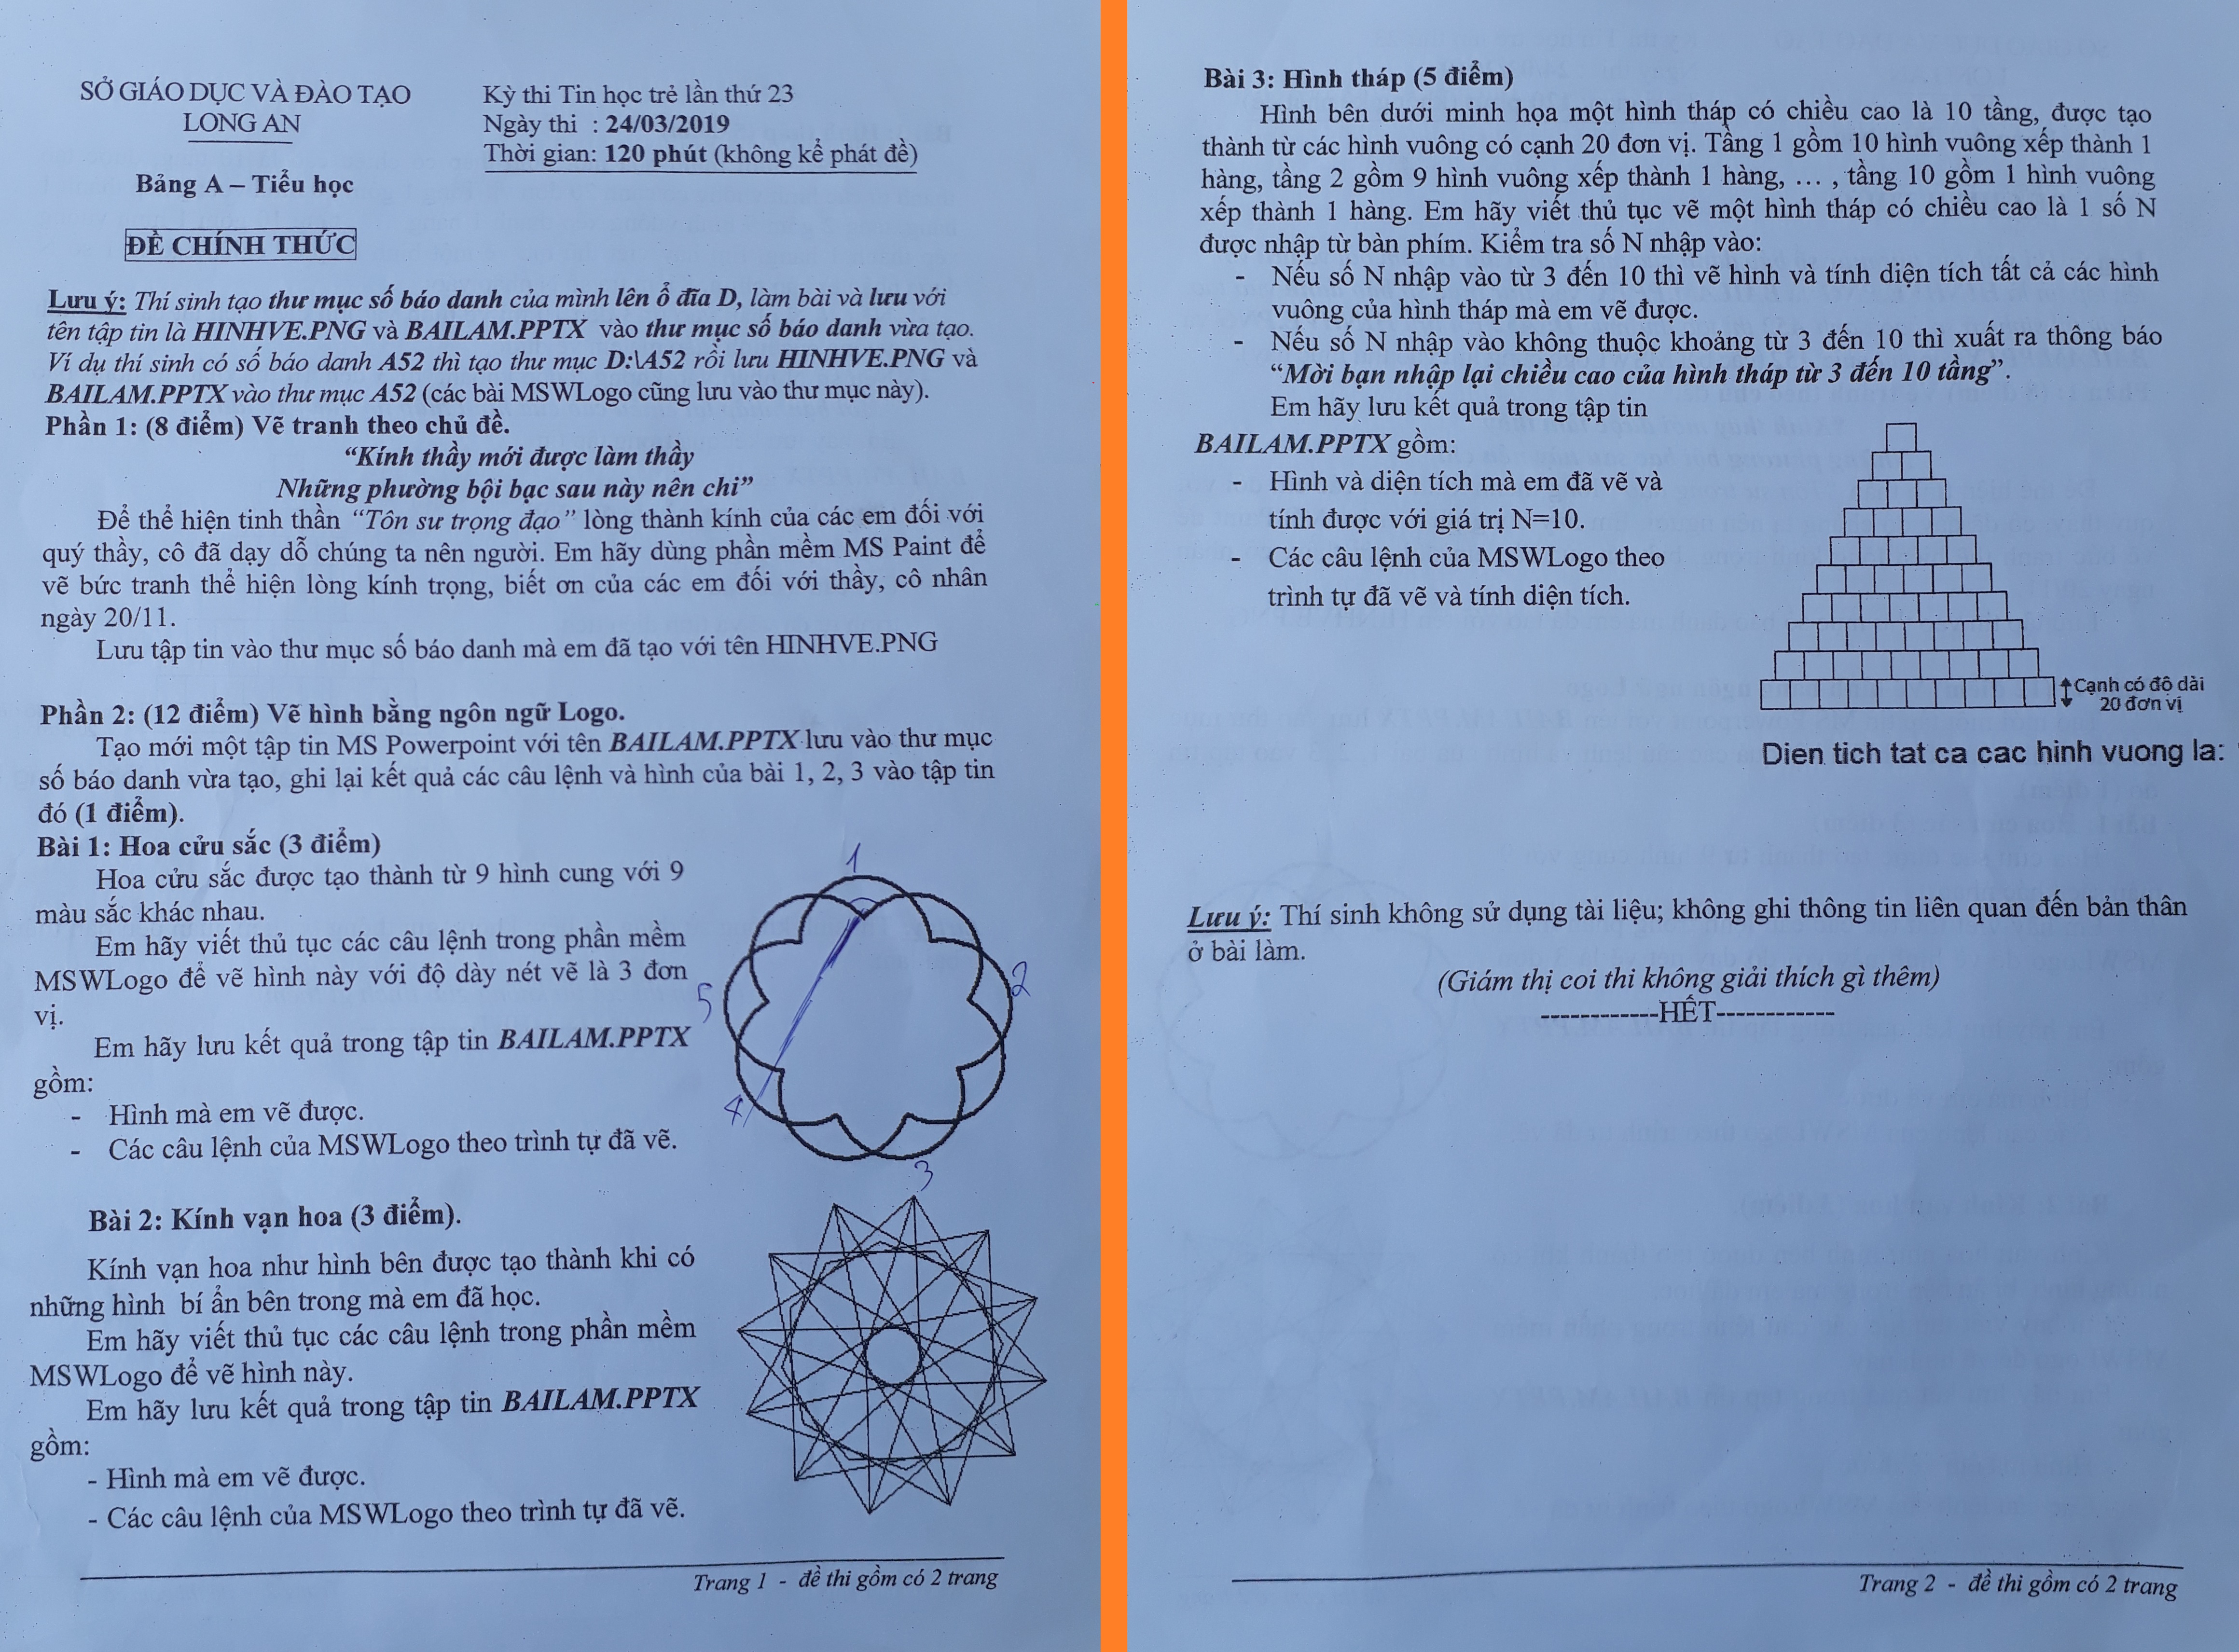 SỞ GIÁO DỤC VÀ ĐÀO TẠO
LONG AN
Bảng A – Tiểu học
ĐỀ CHÍNH THỨC
Kỳ thi Tin học trẻ lần thứ 23
Ngày thi : 24/03/2019
Thời gian: 120 phút (không kể phát đề)
Lưu ý: Thí sinh tạo thư mục số báo danh của mình lên ổ đĩa D, làm bài và lưu với
tên tập tin là HINHVE.PNG và BAILAM.PPTX vào thư mục số báo danh vừa tạo.
Ví dụ thí sinh có số báo danh A52 thì tạo thư mục D:\A52 rồi lưu HINHVE.PNG và
BAILAM.PPTX vào thư mục A52 (các bài MSWLogo cũng lưu vào thư mục này).
Phần 1: (8 điểm) Vẽ tranh theo chủ đề.
“Kính thầy mới được làm thầy
Những phường bội bạc sau này nên chi”
Để thể hiện tinh thần “Tôn sư trọng đạo” lòng thành kính của các em đối với
quý thầy, cô đã dạy dỗ chúng ta nên người. Em hãy dùng phần mềm MS Paint để
vẽ bức tranh thể hiện lòng kính trọng, biết ơn của các em đối với thầy, cô nhân
ngày 20/11.
Lưu tập tin vào thư mục số báo danh mà em đã tạo với tên HINHVE.PNG
Phần 2: (12 điểm) Vẽ hình bằng ngôn ngữ Logo.
Tạo mới một tập tin MS Powerpoint với tên BAILAM.PPTX lưu vào thư mục
số báo danh vừa tạo, ghi lại kết quả các câu lệnh và hình của bài 1, 2, 3 vào tập tin
đó (1 điểm).
Bài 1: Hoa cửu sắc (3 điểm)
Hoa cửu sắc được tạo thành từ 9 hình cung với 9
màu sắc khác nhau.
Em hãy viết thủ tục các câu lệnh trong phần mềm
MSWLogo để vẽ hình này với độ dày nét vẽ là 3 đơn
vị.
Em hãy lưu kết quả trong tập tin BAILAM.PPTX
gồm:
- Hình mà em vẽ được.
- Các câu lệnh của MSWLogo theo trình tự đã vẽ.
1
2
3
4
5
Bài 2: Kính vạn hoa (3 điểm).
Kính vạn hoa như hình bên được tạo thành khi có
những hình bí ẩn bên trong mà em đã học.
Em hãy viết thủ tục các câu lệnh trong phần mềm
MSWLogo để vẽ hình này.
Em hãy lưu kết quả trong tập tin BAILAM.PPTX
gồm:
- Hình mà em vẽ được.
- Các câu lệnh của MSWLogo theo trình tự đã vẽ.
Trang 1 - đề thi gồm có 2 trang
Bài 3: Hình tháp (5 điểm)
Hình bên dưới minh họa một hình tháp có chiều cao là 10 tầng, được tạo
thành từ các hình vuông có cạnh 20 đơn vị. Tầng 1 gồm 10 hình vuông xếp thành 1
hàng, tầng 2 gồm 9 hình vuông xếp thành 1 hàng, … , tầng 10 gồm 1 hình vuông
xếp thành 1 hàng. Em hãy viết thủ tục vẽ một hình tháp có chiều cao là 1 số N
được nhập từ bàn phím. Kiểm tra số N nhập vào:
- Nếu số N nhập vào từ 3 đến 10 thì vẽ hình và tính diện tích tất cả các hình
vuông của hình tháp mà em vẽ được.
- Nếu số N nhập vào không thuộc khoảng từ 3 đến 10 thì xuất ra thông báo
“Mời bạn nhập lại chiều cao của hình tháp từ 3 đến 10 tầng”.
Em hãy lưu kết quả trong tập tin
BAILAM.PPTX gồm:
- Hình và diện tích mà em đã vẽ và
tính được với giá trị N=10.
- Các câu lệnh của MSWLogo theo
trình tự đã vẽ và tính diện tích.
Cạnh có độ dài
20 đơn vị
Dien tich tat ca cac hinh vuong la:
Lưu ý: Thí sinh không sử dụng tài liệu; không ghi thông tin liên quan đến bản thân
ở bài làm.
(Giám thị coi thi không giải thích gì thêm)
------------HẾT------------
Trang 2 - đề thi gồm có 2 trang